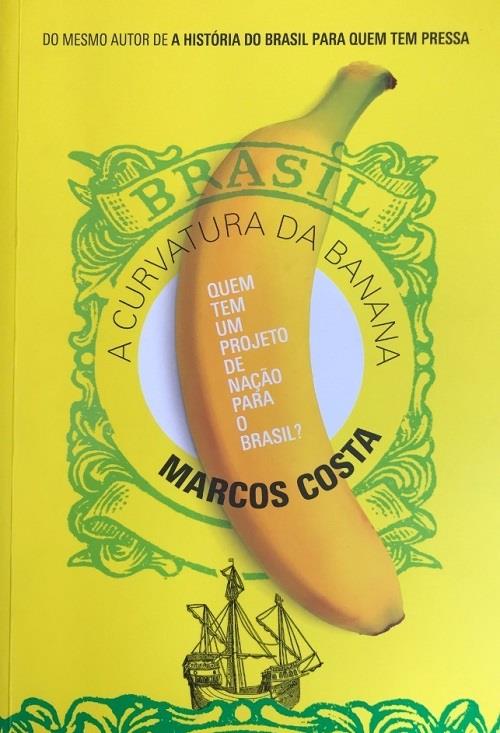 DO MESMO AUTOR DE A HISTÓRIA DO BRASIL PARA QUEM TEM PRESSA
BRASIL
A CURVATURA DA BANANA
QUEM
TEM
UM
PROJETO
DE
NAÇÃO
PARA
O
BRASIL?
MARCOS COSTA